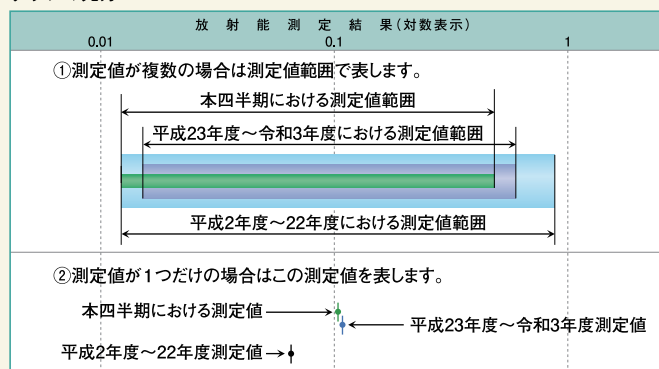 放射能測定結果(対数表示)
0.01 0.1 1
①測定値が複数の場合は測定値範囲で表します。
本四半期における測定値範囲
平成23年度～令和3年度における測定値範囲
平成2年度～22年度における測定値範囲
②測定値が1つだけの場合はこの測定値を表します。
本四半期における測定値
平成23年度～令和3年度測定値
平成2年度～22年度測定値